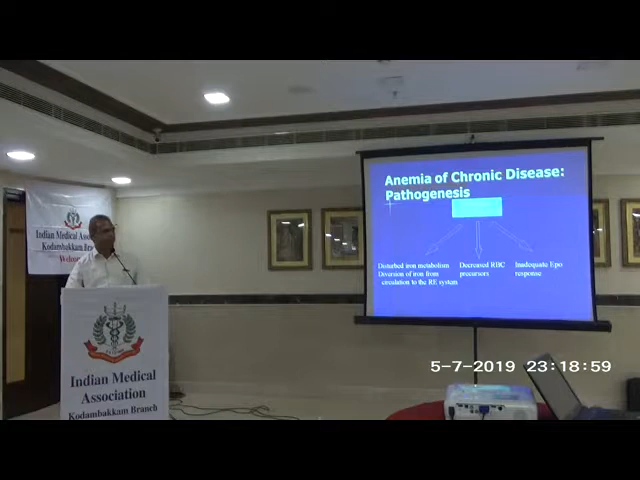 Anemia of Chronic Disease:
Pathogenesis
Disturbed iron metabolism
Diversion of iron from
circulation to the RE system
Decreased RBC
precursors
Inadequate Epo
response
Indian Medical
Kodambakkam
Indian Medical
Association
Kodambakkam Branch
5-7-2019 23:18:59